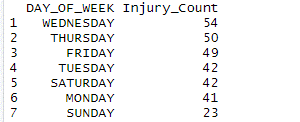 DAY_OF_WEEK Injury_Count
1 WEDNESDAY 54
2 THURSDAY 50
3 FRIDAY 49
4 TUESDAY 42
5 SATURDAY 42
6 MONDAY 41
7 SUNDAY 23